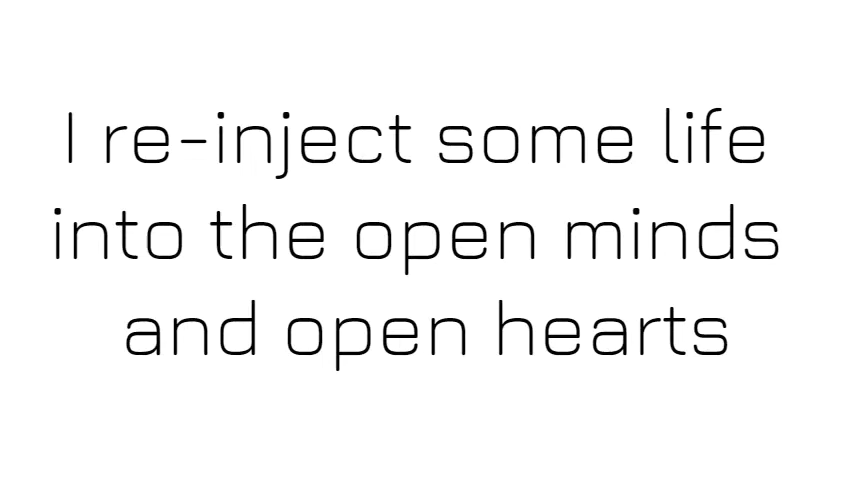 I re-inject some life
into the open minds
and open hearts